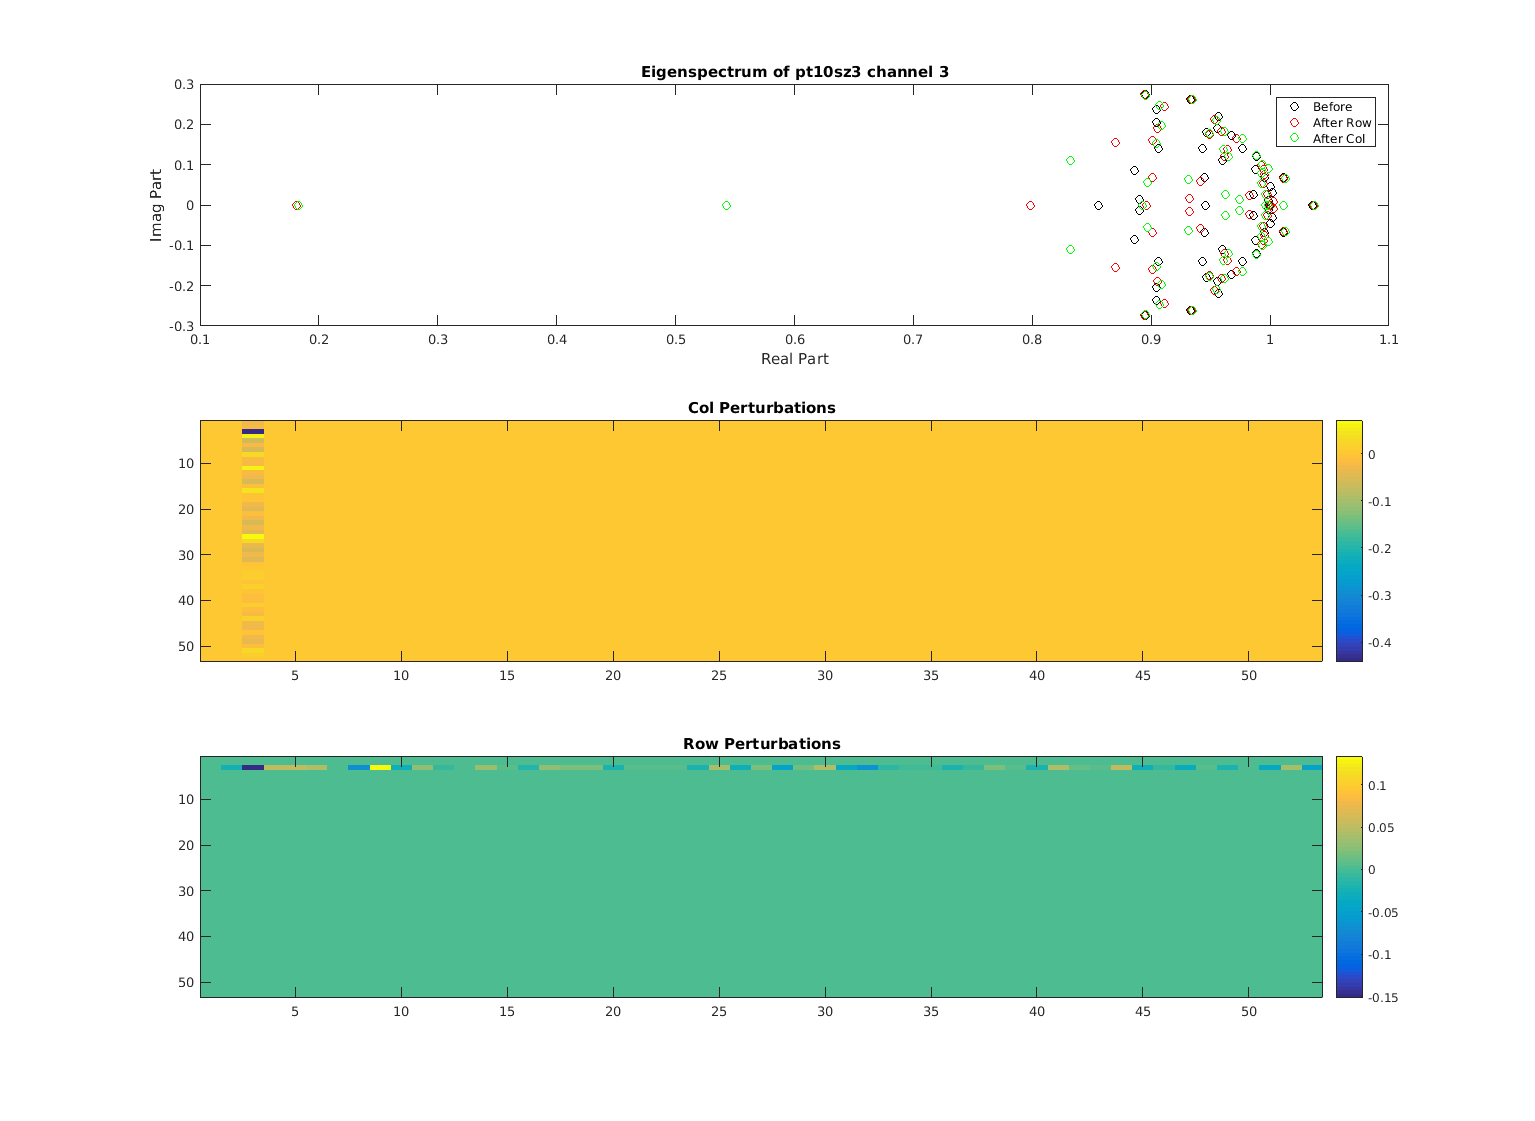 Eigenspectrum of pt10sz3 channel 3
0.3
0.2
0.1
0
-0.1
-0.2
-0.3
Imag Part
Before
After Row
After Col
0.1 0.2 0.3 0.4 0.5 0.6 0.7 0.8 0.9 1 1.1
Real Part
Col Perturbations
10
20
30
40
50
0
-0.1
-0.2
-0.3
-0.4
5 10 15 20 25 30 35 40 45 50
Row Perturbations
10
20
30
40
50
0.1
0.05
0
-0.05
-0.1
-0.15
5 10 15 20 25 30 35 40 45 50